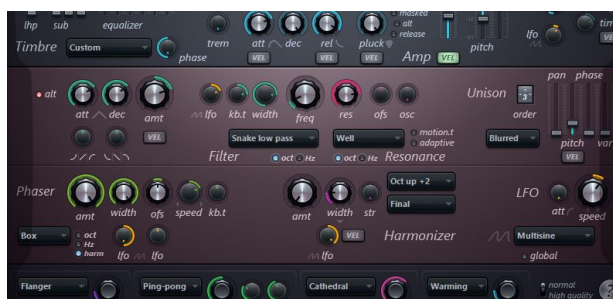 lhp sub equalizer masked
alt
release
tim
Timbre Custom phase trem att dec rel pluck Amp VEL pitch lfo
VEL VEL VEL
alt att dec amt lfo kb.t width freq res ofs osc Unison 3 order pan phase
VEL Snake low pass Well motion.t
adaptive Blurred pitch var
Filter oct Hz oct Hz Resonance VEL
Phaser amt width ofs speed kb.t amt width str Oct up +2 LFO att speed
Final
Box oct
Hz
harm lfo lfo lfo VEL Harmonizer Multisine
global
Flanger Ping-pong Cathedral Warming normal
high quality